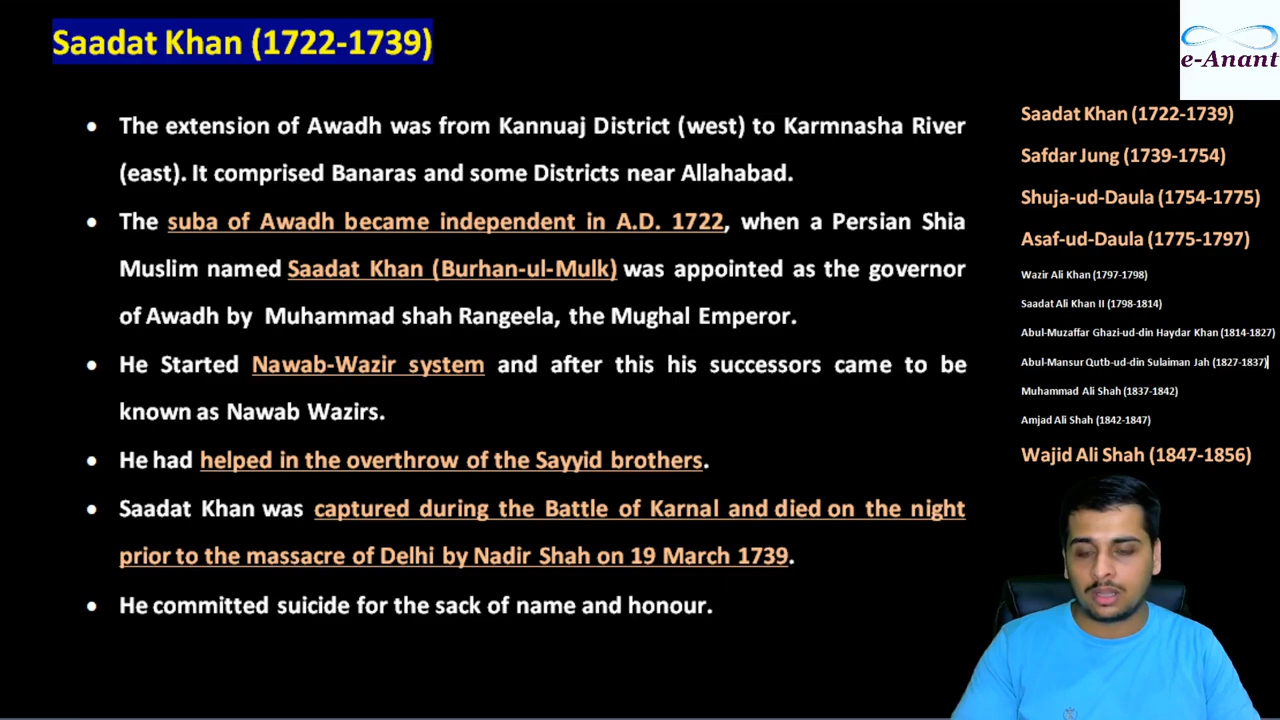 Saadat Khan (1722-1739)
e-Anant
• The extension of Awadh was from Kannuaj District (west) to Karmnasha River
(east). It comprised Banaras and some Districts near Allahabad.
• The suba of Awadh became independent in A.D. 1722, when a Persian Shia
Muslim named Saadat Khan (Burhan-ul-Mulk) was appointed as the governor
of Awadh by Muhammad shah Rangeela, the Mughal Emperor.
• He Started Nawab-Wazir system and after this his successors came to be
known as Nawab Wazirs.
• He had helped in the overthrow of the Sayyid brothers.
• Saadat Khan was captured during the Battle of Karnal and died on the night
prior to the massacre of Delhi by Nadir Shah on 19 March 1739.
• He committed suicide for the sack of name and honour.
Saadat Khan (1722-1739)
Safdar Jung (1739-1754)
Shuja-ud-Daula (1754-1775)
Asaf-ud-Daula (1775-1797)
Wazir Ali Khan (1797-1798)
Saadat Ali Khan II (1798-1814)
Abul-Muzaffar Ghazi-ud-din Haydar Khan (1814-1827)
Abul-Mansur Qutb-ud-din Sulaiman Jah (1827-1837)
Muhammad Ali Shah (1837-1842)
Amjad Ali Shah (1842-1847)
Wajid Ali Shah (1847-1856)